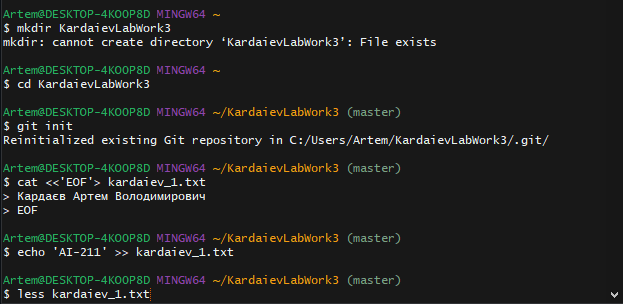 Artem@DESKTOP-4KOOP8D MINGW64 ~
$ mkdir KardaievLabWork3
mkdir: cannot create directory ‘KardaievLabWork3’: File exists
Artem@DESKTOP-4KOOP8D MINGW64 ~
$ cd KardaievLabWork3
Artem@DESKTOP-4KOOP8D MINGW64 ~/KardaievLabWork3 (master)
$ git init
Reinitialized existing Git repository in C:/Users/Artem/KardaievLabWork3/.git/
Artem@DESKTOP-4KOOP8D MINGW64 ~/KardaievLabWork3 (master)
$ cat <<'EOF'> kardaiev_1.txt
> Кардаєв Артем Володимирович
> EOF
Artem@DESKTOP-4KOOP8D MINGW64 ~/KardaievLabWork3 (master)
$ echo 'AI-211' >> kardaiev_1.txt
Artem@DESKTOP-4KOOP8D MINGW64 ~/KardaievLabWork3 (master)
$ less kardaiev_1.txt